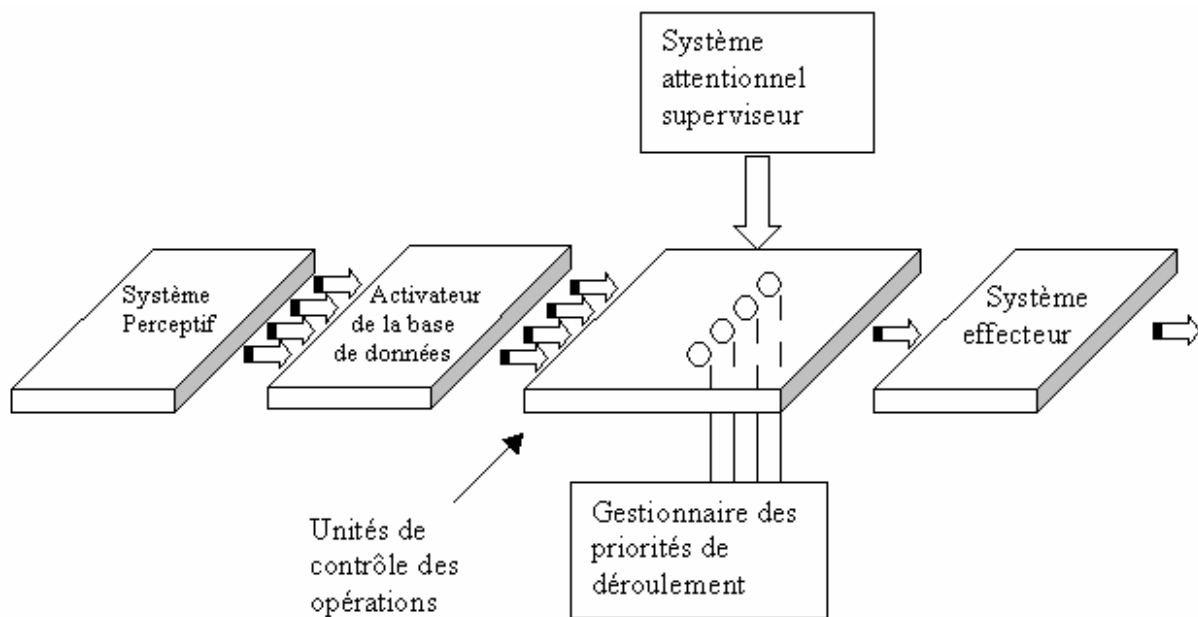 Système
attentionnel
superviseur
Système
Perceptif
Activateur
de la base
de données
Système
effecteur
Unités de
contrôle des
opérations
Gestionnaire des
priorités de
déroulement